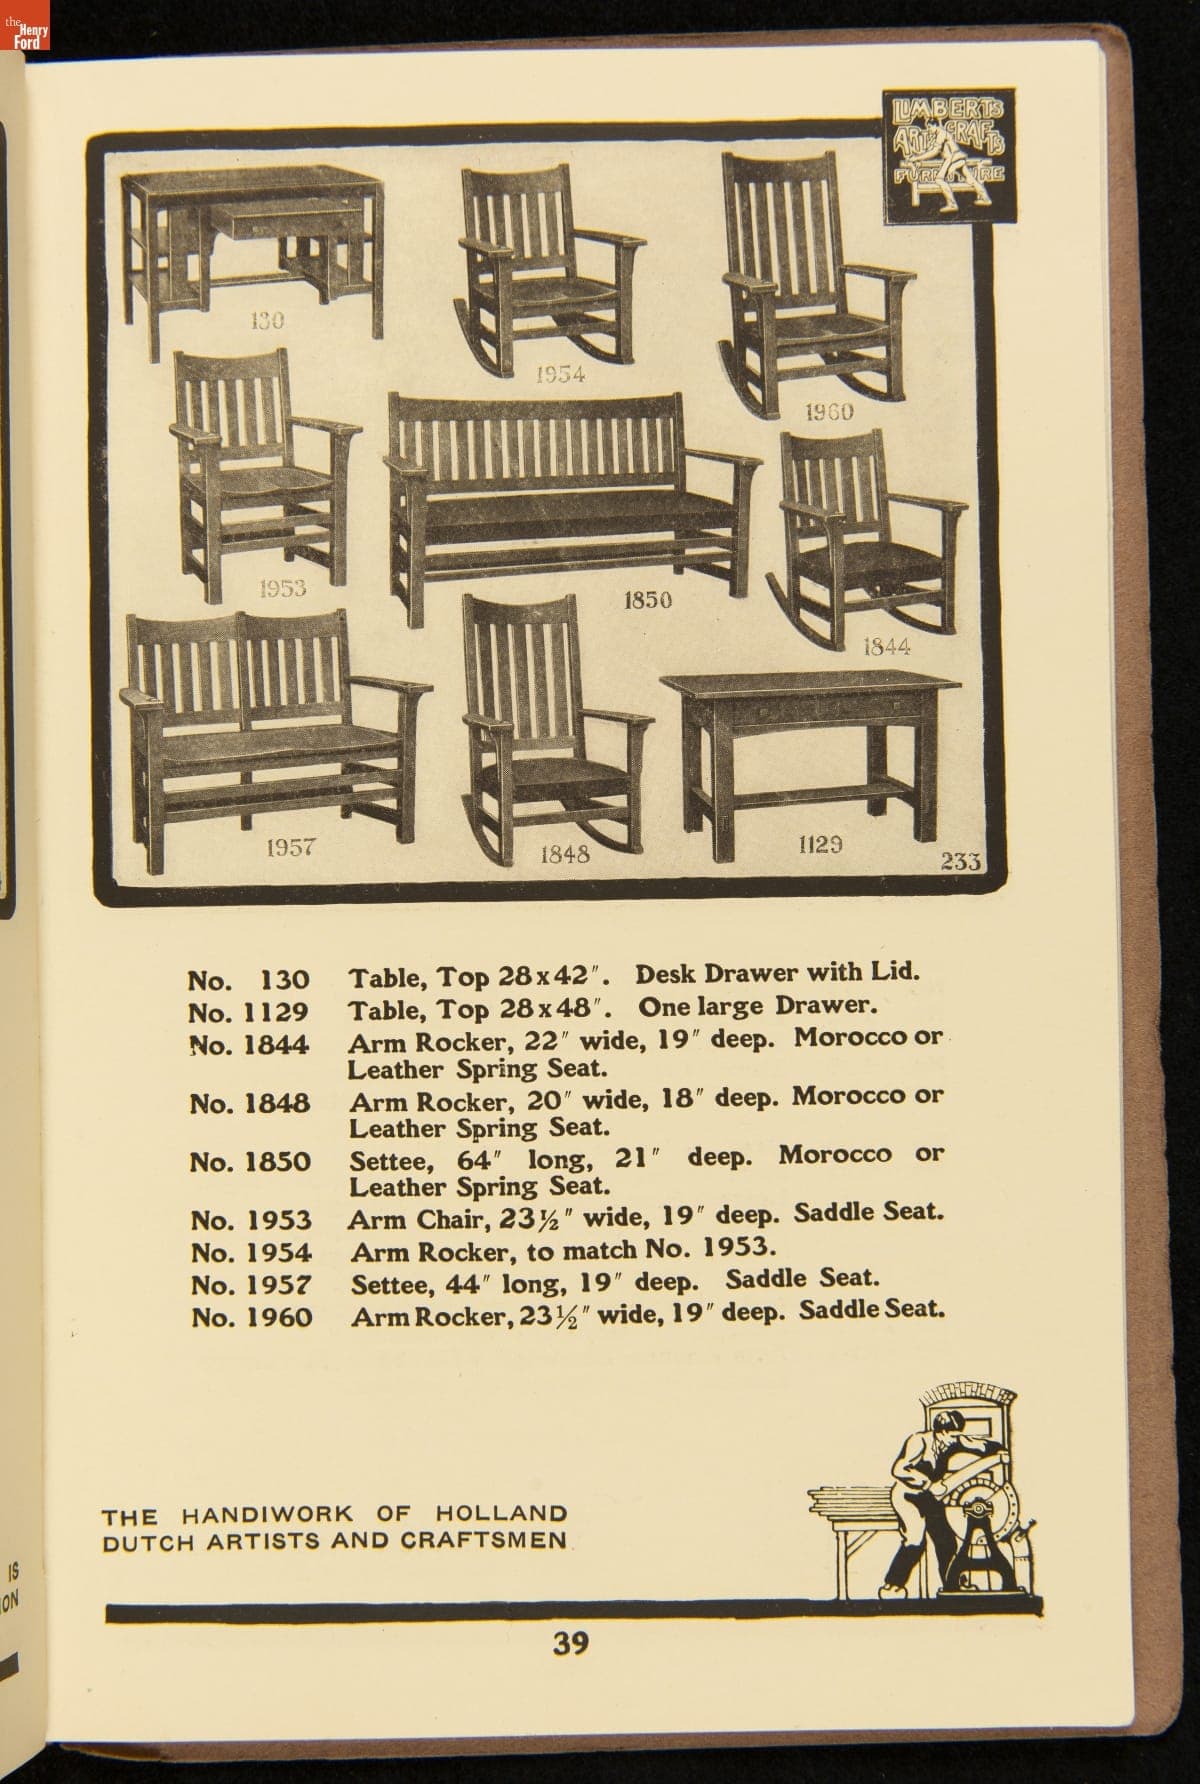 the
Henry
Ford
LIMBERTS
ARTS CRAFTS
FURNITURE
130
1954
1960
1953
1850
1844
1957
1848
1129
233
No. 130 Table, Top 28x42". Desk Drawer with Lid.
No. 1129 Table, Top 28x48". One large Drawer.
No. 1844 Arm Rocker, 22" wide, 19" deep. Morocco or
Leather Spring Seat.
No. 1848 Arm Rocker, 20" wide, 18" deep. Morocco or
Leather Spring Seat.
No. 1850 Settee, 64" long, 21" deep. Morocco or
Leather Spring Seat.
No. 1953 Arm Chair, 23½" wide, 19" deep. Saddle Seat.
No. 1954 Arm Rocker, to match No. 1953.
No. 1957 Settee, 44" long, 19" deep. Saddle Seat.
No. 1960 Arm Rocker, 23½" wide, 19" deep. Saddle Seat.
THE HANDIWORK OF HOLLAND
DUTCH ARTISTS AND CRAFTSMEN
IS
ION
39